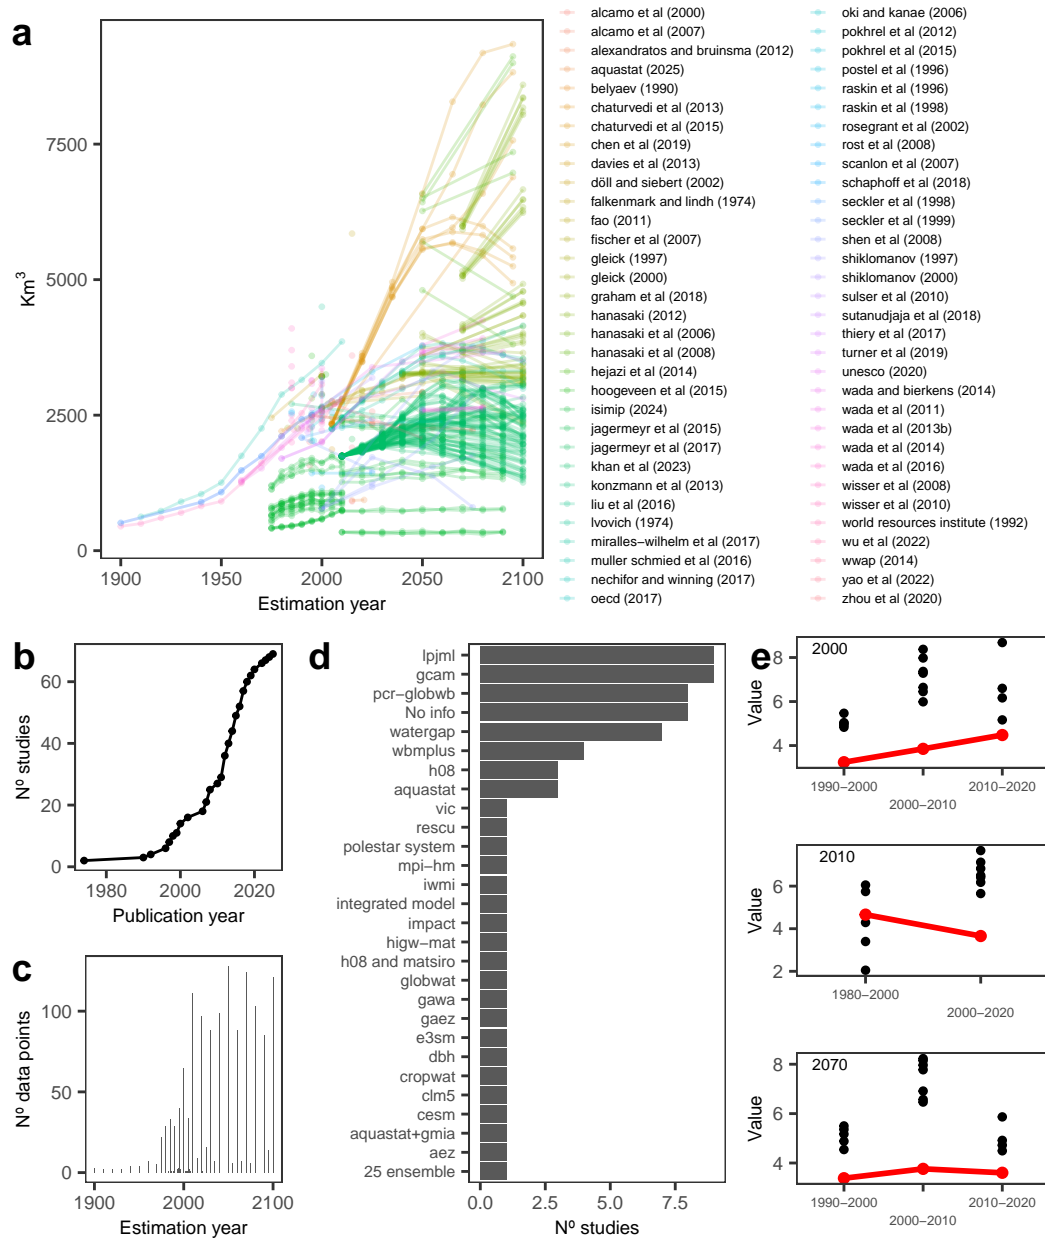 a
7500
5000
2500
0
Km3
1900
1950
2000
2050
2100
Estimation year
alcamo et al (2000)
alcamo et al (2007)
alexandratos and bruinsma (2012)
aquastat (2025)
belyaev (1990)
chaturvedi et al (2013)
chaturvedi et al (2015)
chen et al (2019)
davies et al (2013)
döll and siebert (2002)
falkenmark and lindh (1974)
fao (2011)
fischer et al (2007)
gleick (1997)
gleick (2000)
graham et al (2018)
hanasaki (2012)
hanasaki et al (2006)
hanasaki et al (2008)
hejazi et al (2014)
hoogeveen et al (2015)
isimip (2024)
jagermeyr et al (2015)
jagermeyr et al (2017)
khan et al (2023)
konzmann et al (2013)
liu et al (2016)
lvovich (1974)
miralles−wilhelm et al (2017)
muller schmied et al (2016)
nechifor and winning (2017)
oecd (2017)
oki and kanae (2006)
pokhrel et al (2012)
pokhrel et al (2015)
postel et al (1996)
raskin et al (1996)
raskin et al (1998)
rosegrant et al (2002)
rost et al (2008)
scanlon et al (2007)
schaphoff et al (2018)
seckler et al (1998)
seckler et al (1999)
shen et al (2008)
shiklomanov (1997)
shiklomanov (2000)
sulser et al (2010)
sutanudjaja et al (2018)
thiery et al (2017)
turner et al (2019)
unesco (2020)
wada and bierkens (2014)
wada et al (2011)
wada et al (2013b)
wada et al (2014)
wada et al (2016)
wisser et al (2008)
wisser et al (2010)
world resources institute (1992)
wu et al (2022)
wwap (2014)
yao et al (2022)
zhou et al (2020)
b
60
40
20
0
Nº studies
1980
2000
2020
Publication year
c
100
50
0
Nº data points
1900
2000
2100
Estimation year
d
lpjml
gcam
pcr−globwb
No info
watergap
wbmplus
h08
aquastat
vic
rescu
polestar system
mpi−hm
iwmi
integrated model
impact
higw−mat
h08 and matsiro
globwat
gawa
gaez
e3sm
dbh
cropwat
clm5
cesm
aquastat+gmia
aez
25 ensemble
0.0
2.5
5.0
7.5
Nº studies
e
2000
8
6
4
Value
1990−2000
2000−2010
2010−2020
2010
6
4
2
Value
1980−2000
2000−2020
2070
8
6
4
Value
1990−2000
2000−2010
2010−2020